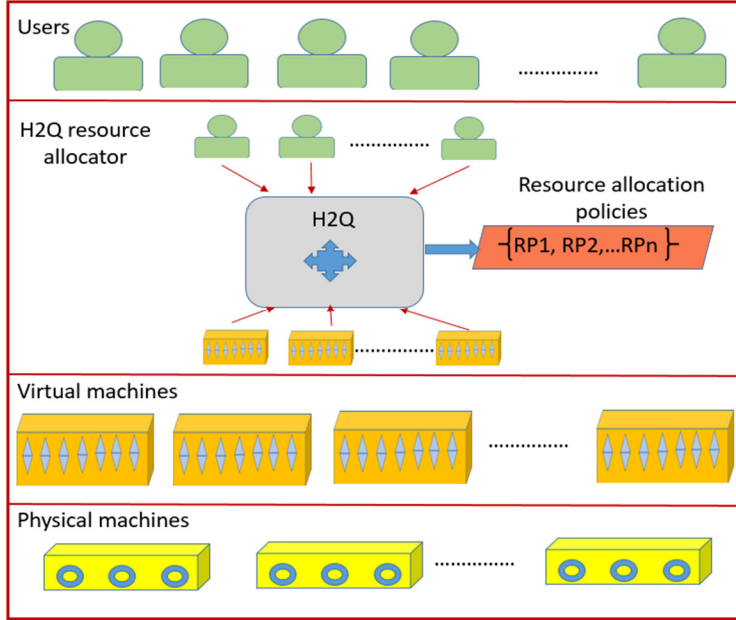 Users
H2Q resource
allocator
H2Q
Resource allocation
policies
{RP1, RP2,...RPn}
Virtual machines
Physical machines